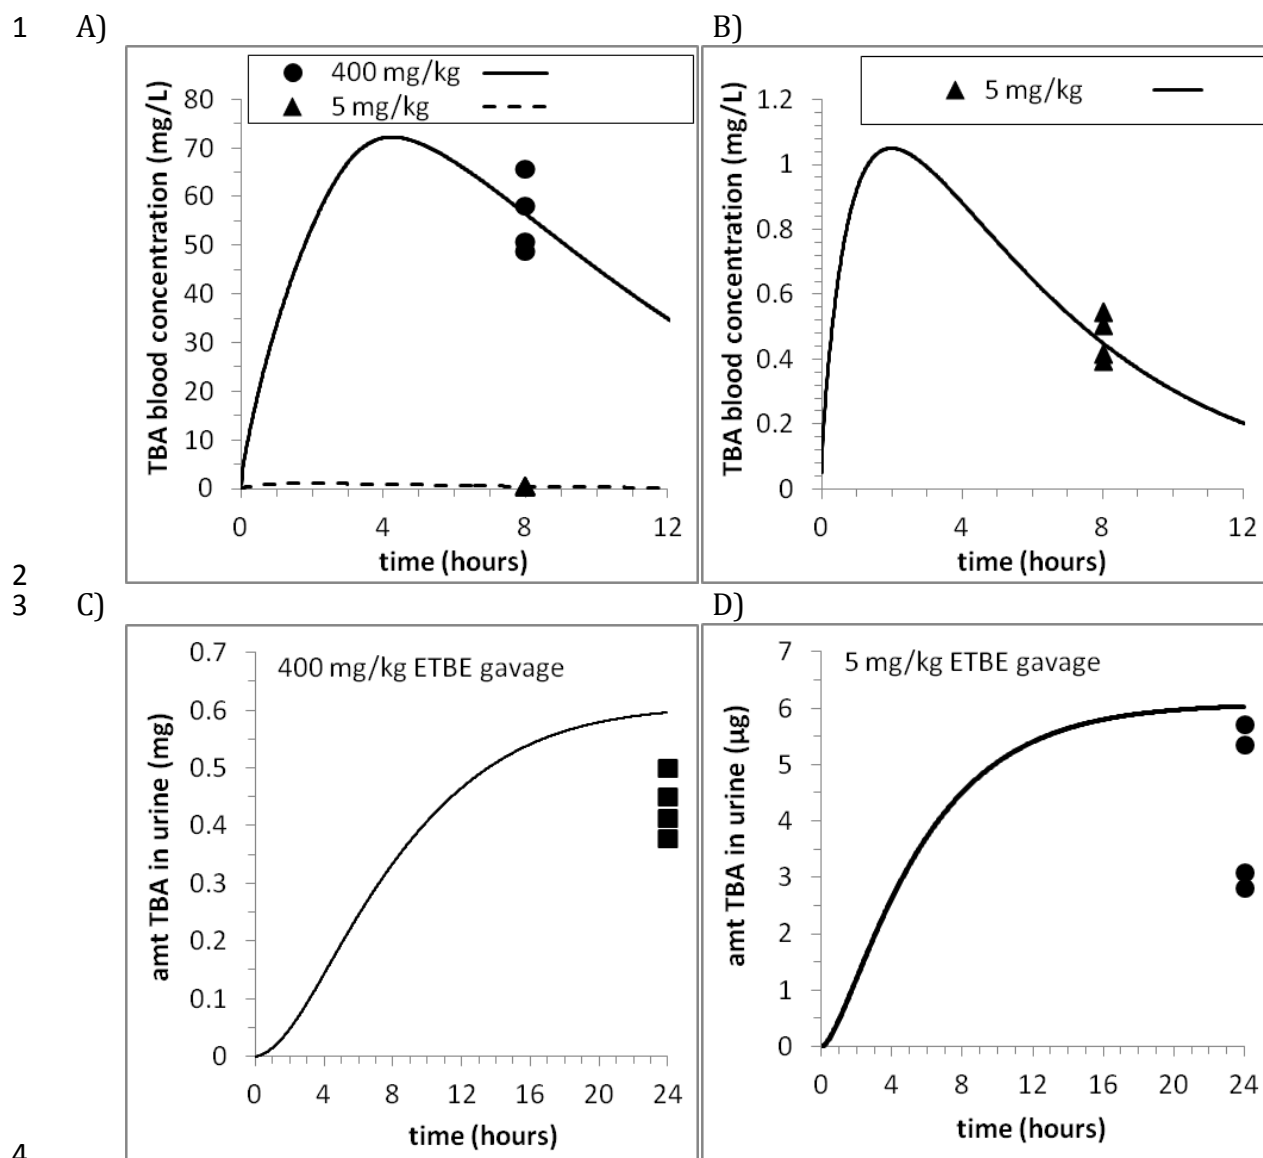 1 A) B)
400 mg/kg
5 mg/kg
TBA blood concentration (mg/L)
80
70
60
50
40
30
20
10
0
0 4 8 12
time (hours)
5 mg/kg
TBA blood concentration (mg/L)
1.2
1
0.8
0.6
0.4
0.2
0
0 4 8 12
time (hours)
2
3 C) D)
400 mg/kg ETBE gavage
amt TBA in urine (mg)
0.7
0.6
0.5
0.4
0.3
0.2
0.1
0
0 4 8 12 16 20 24
time (hours)
5 mg/kg ETBE gavage
amt TBA in urine (μg)
7
6
5
4
3
2
1
0
0 4 8 12 16 20 24
time (hours)
4